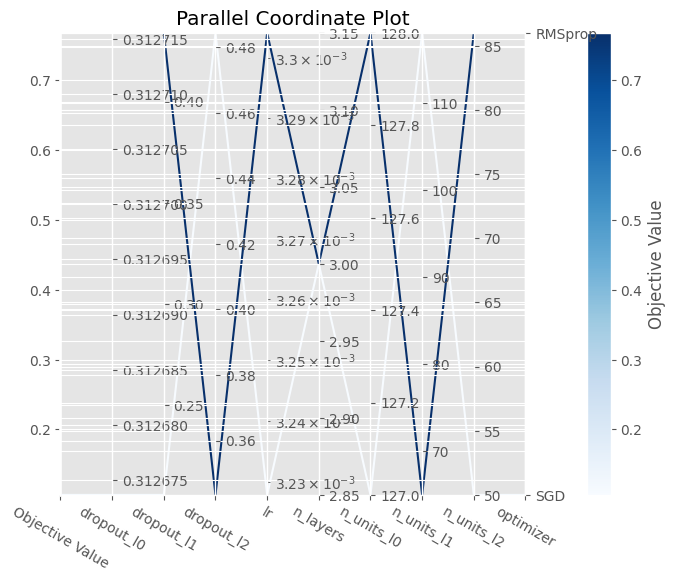 Parallel Coordinate Plot
0.7
0.6
0.5
0.4
0.3
0.2
0.312715
0.312710
0.312705
0.312700
0.312695
0.312690
0.312685
0.312680
0.312675
0.40
0.35
0.30
0.25
0.48
0.46
0.44
0.42
0.40
0.38
0.36
3.3 × 10⁻³
3.29 × 10⁻³
3.28 × 10⁻³
3.27 × 10⁻³
3.26 × 10⁻³
3.25 × 10⁻³
3.24 × 10⁻³
3.23 × 10⁻³
3.15
3.10
3.05
3.00
2.95
2.90
2.85
128.0
127.8
127.6
127.4
127.2
127.0
110
100
90
80
70
85
80
75
70
65
60
55
50
RMSprop
SGD
Objective Value
dropout_l0
dropout_l1
dropout_l2
lr
n_layers
n_units_l0
n_units_l1
n_units_l2
optimizer
0.7
0.6
0.5
0.4
0.3
0.2
Objective Value